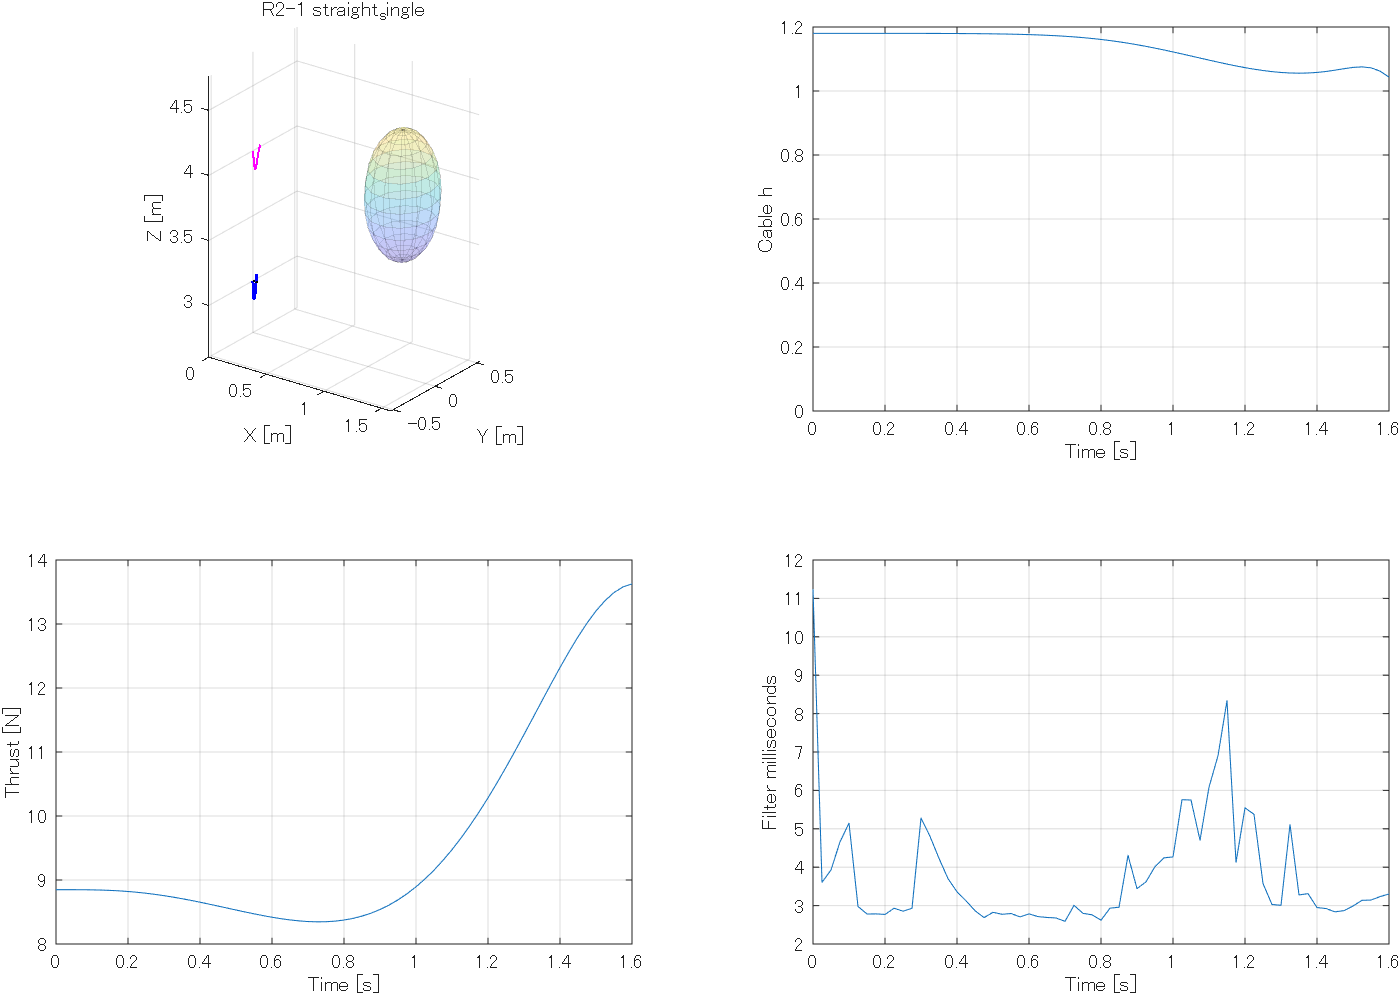 R2-1 straightsingle
4.5
4
3.5
3
Z [m]
0
0.5
1
1.5
X [m]
-0.5
0
0.5
Y [m]
1.2
1
0.8
0.6
0.4
0.2
0
Cable h
0 0.2 0.4 0.6 0.8 1 1.2 1.4 1.6
Time [s]
14
13
12
11
10
9
8
Thrust [N]
0 0.2 0.4 0.6 0.8 1 1.2 1.4 1.6
Time [s]
12
11
10
9
8
7
6
5
4
3
2
Filter milliseconds
0 0.2 0.4 0.6 0.8 1 1.2 1.4 1.6
Time [s]